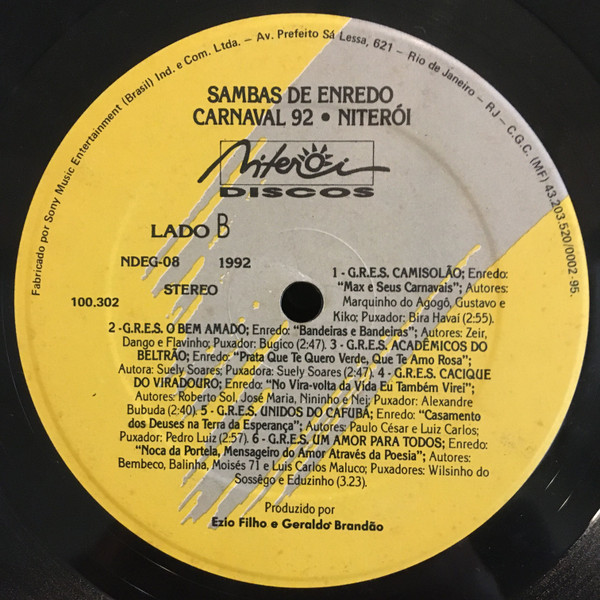 Fabricado por Sony Music Entertainment (Brasil) Ind. e Com. Ltda. – Av. Prefeito Sá Lessa, 621 – Rio de Janeiro – RJ – C.G.C. (MF) 43.203.520/0002-95.
SAMBAS DE ENREDO
CARNAVAL 92 • NITERÓI
Niterói
DISCOS
LADO B
NDEG-08 1992
STEREO
100.302
1 - G.R.E.S. CAMISOLÃO; Enredo:
"Max e Seus Carnavais"; Autores:
Marquinho do Agogô, Gustavo e
Kiko; Puxador: Bira Havaí (2:55).
2 - G.R.E.S. O BEM AMADO; Enredo: "Bandeiras e Bandeiras"; Autores: Zeir,
Dango e Flavinho; Puxador: Bugico (2:47). 3 - G.R.E.S. ACADÊMICOS DO
BELTRÃO; Enredo: "Prata Que Te Quero Verde, Que Te Amo Rosa";
Autora: Suely Soares; Puxadora: Suely Soares (2:47). 4 - G.R.E.S. CACIQUE
DO VIRADOURO; Enredo: "No Vira-volta da Vida Eu Também Virei";
Autores: Roberto Sol, José Maria, Nininho e Nei; Puxador: Alexandre
Bubuda (2:40). 5 - G.R.E.S. UNIDOS DO CAFUBÁ; Enredo: "Casamento
dos Deuses na Terra da Esperança"; Autores: Paulo César e Luiz Carlos;
Puxador: Pedro Luiz (2:57). 6 - G.R.E.S. UM AMOR PARA TODOS; Enredo:
"Noca da Portela, Mensageiro do Amor Através da Poesia"; Autores:
Bembeco, Balinha, Moisés 71 e Luis Carlos Maluco; Puxadores: Wilsinho do
Sossêgo e Eduzinho (3.23).
Produzido por
Ezio Filho e Geraldo Brandão